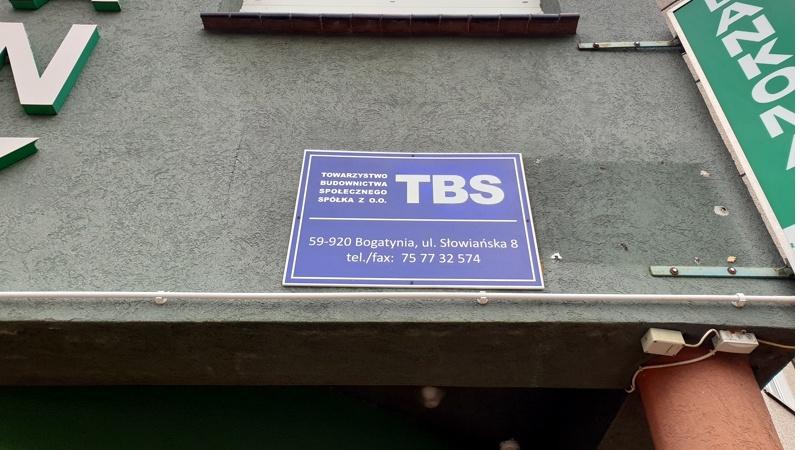 TOWARZYSTWO
BUDOWNICTWA
SPOŁECZNEGO
SPÓŁKA Z O.O.
TBS
59-920 Bogatynia, ul. Słowiańska 8
tel./fax: 75 77 32 574